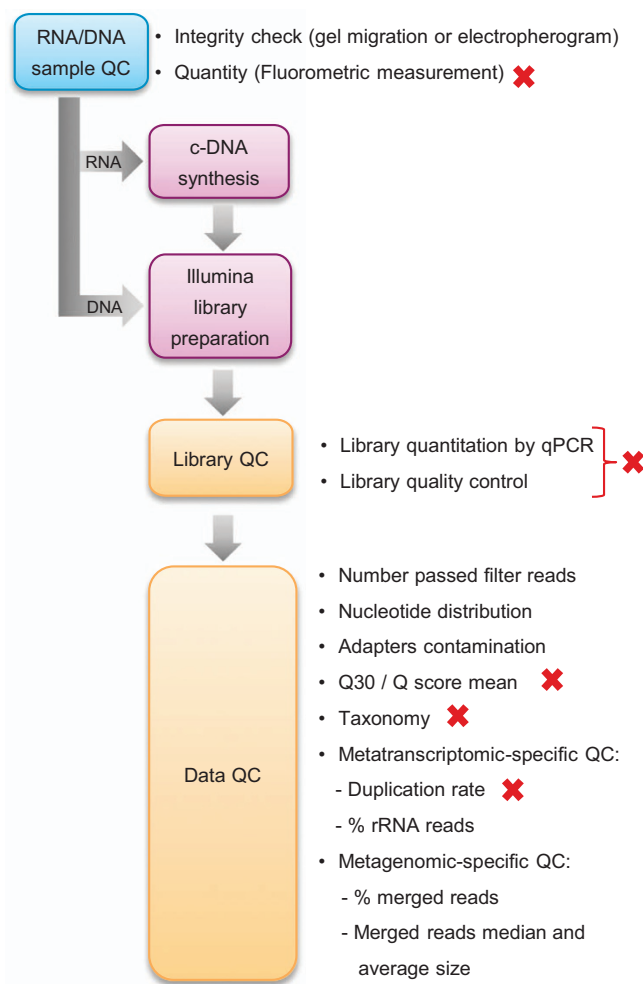 RNA/DNA
sample QC
• Integrity check (gel migration or electropherogram)
• Quantity (Fluorometric measurement)
RNA
c-DNA
synthesis
DNA
Illumina
library
preparation
Library QC
• Library quantitation by qPCR
• Library quality control
Data QC
• Number passed filter reads
• Nucleotide distribution
• Adapters contamination
• Q30 / Q score mean
• Taxonomy
• Metatranscriptomic-specific QC:
- Duplication rate
- % rRNA reads
• Metagenomic-specific QC:
- % merged reads
- Merged reads median and
average size